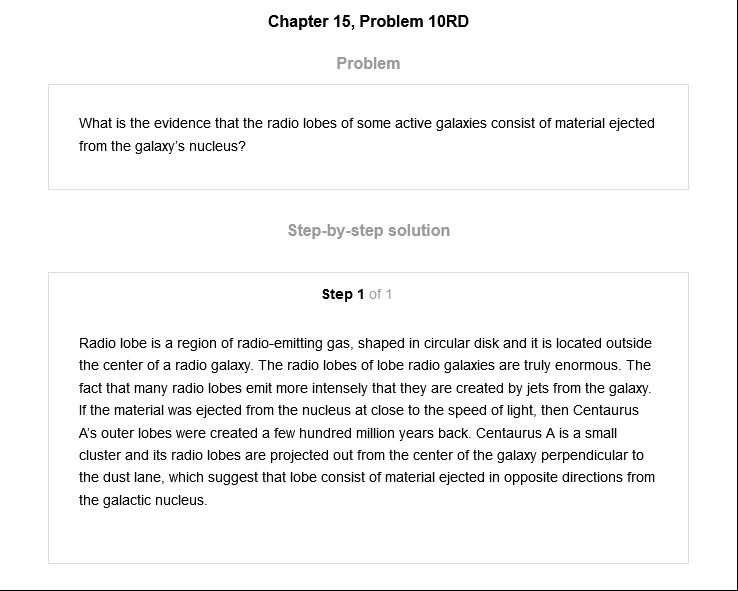 Chapter 15, Problem 10RD
Problem
What is the evidence that the radio lobes of some active galaxies consist of material ejected
from the galaxy's nucleus?
Step-by-step solution
Step 1 of 1
Radio lobe is a region of radio-emitting gas, shaped in circular disk and it is located outside
the center of a radio galaxy. The radio lobes of lobe radio galaxies are truly enormous. The
fact that many radio lobes emit more intensely that they are created by jets from the galaxy.
If the material was ejected from the nucleus at close to the speed of light, then Centaurus
A's outer lobes were created a few hundred million years back. Centaurus A is a small
cluster and its radio lobes are projected out from the center of the galaxy perpendicular to
the dust lane, which suggest that lobe consist of material ejected in opposite directions from
the galactic nucleus.